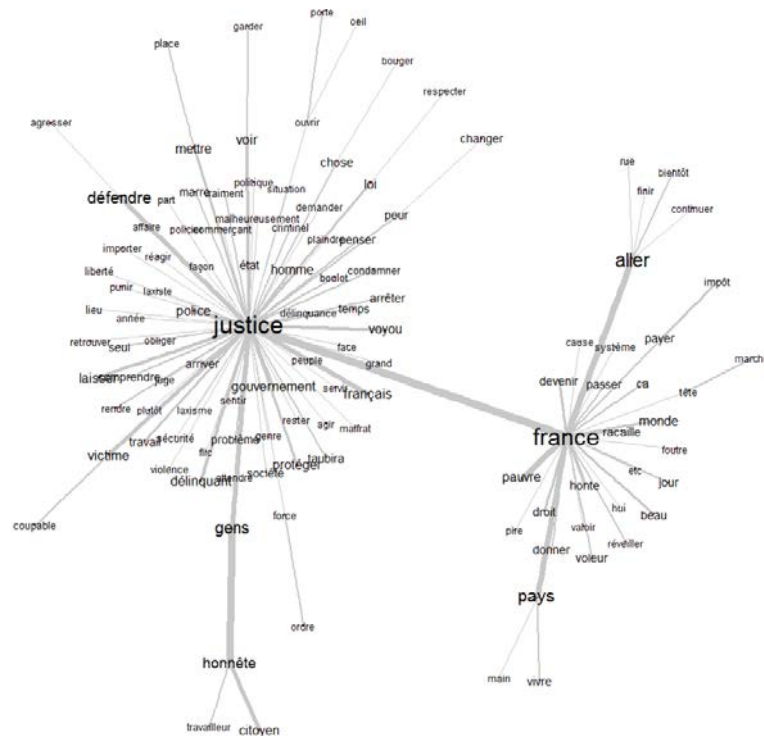 porte
garder
oeil
place
bouger
respecter
agresser
ouvrir
changer
voir
mettre
chose
rue
bientôt
politique
loi
finir
défendre
marre
vraiment
situation
part
demander
continuer
malheureusement
pour
affaire
policier
commerçant
criminel
plaindre
penser
importer
réagir
aller
façon
état
homme
liberté
boulot
condamner
impôt
punir
laxiste
arrêter
lieu
année
police
délinquance
temps
justice
voyou
retrouver
seul
obliger
face
cause
système
payer
peuple
grand
march
arriver
laisser
comprendre
juge
gouvernement
devenir
passer
ca
tête
servir
français
sentir
rendre
plutôt
laxisme
rester
agir
maffrat
monde
sécurité
travail
problème
genre
france
racaille
victime
flic
taubira
foutre
violence
protéger
société
délinquant
attendre
pauvre
honte
etc
jour
coupable
force
droit
hui
beau
gens
pire
valoir
réveiller
donner
voleur
pays
ordre
honnête
main
vivre
travailleur
citoyen